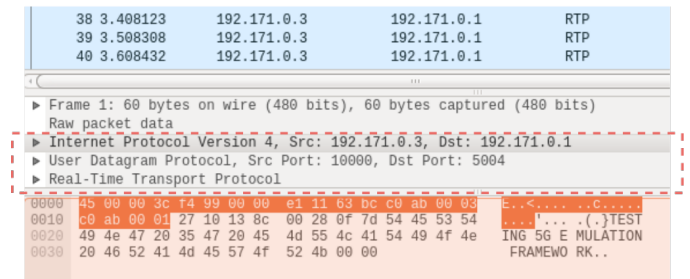 38 3.408123 192.171.0.3 192.171.0.1 RTP
39 3.508308 192.171.0.3 192.171.0.1 RTP
40 3.608432 192.171.0.3 192.171.0.1 RTP
Frame 1: 60 bytes on wire (480 bits), 60 bytes captured (480 bits)
Raw packet data
Internet Protocol Version 4, Src: 192.171.0.3, Dst: 192.171.0.1
User Datagram Protocol, Src Port: 10000, Dst Port: 5004
Real-Time Transport Protocol
0000 45 00 00 3c f4 99 00 00 e1 11 63 bc c0 ab 00 03 E..<.... ..c.....
0010 c0 ab 00 01 27 10 13 8c 00 28 0f 7d 54 45 53 54 ....'... .(.}TEST
0020 49 4e 47 20 35 47 20 45 4d 55 4c 41 54 49 4f 4e ING 5G E MULATION
0030 20 46 52 41 4d 45 57 4f 52 4b 00 00 FRAMEWO RK..